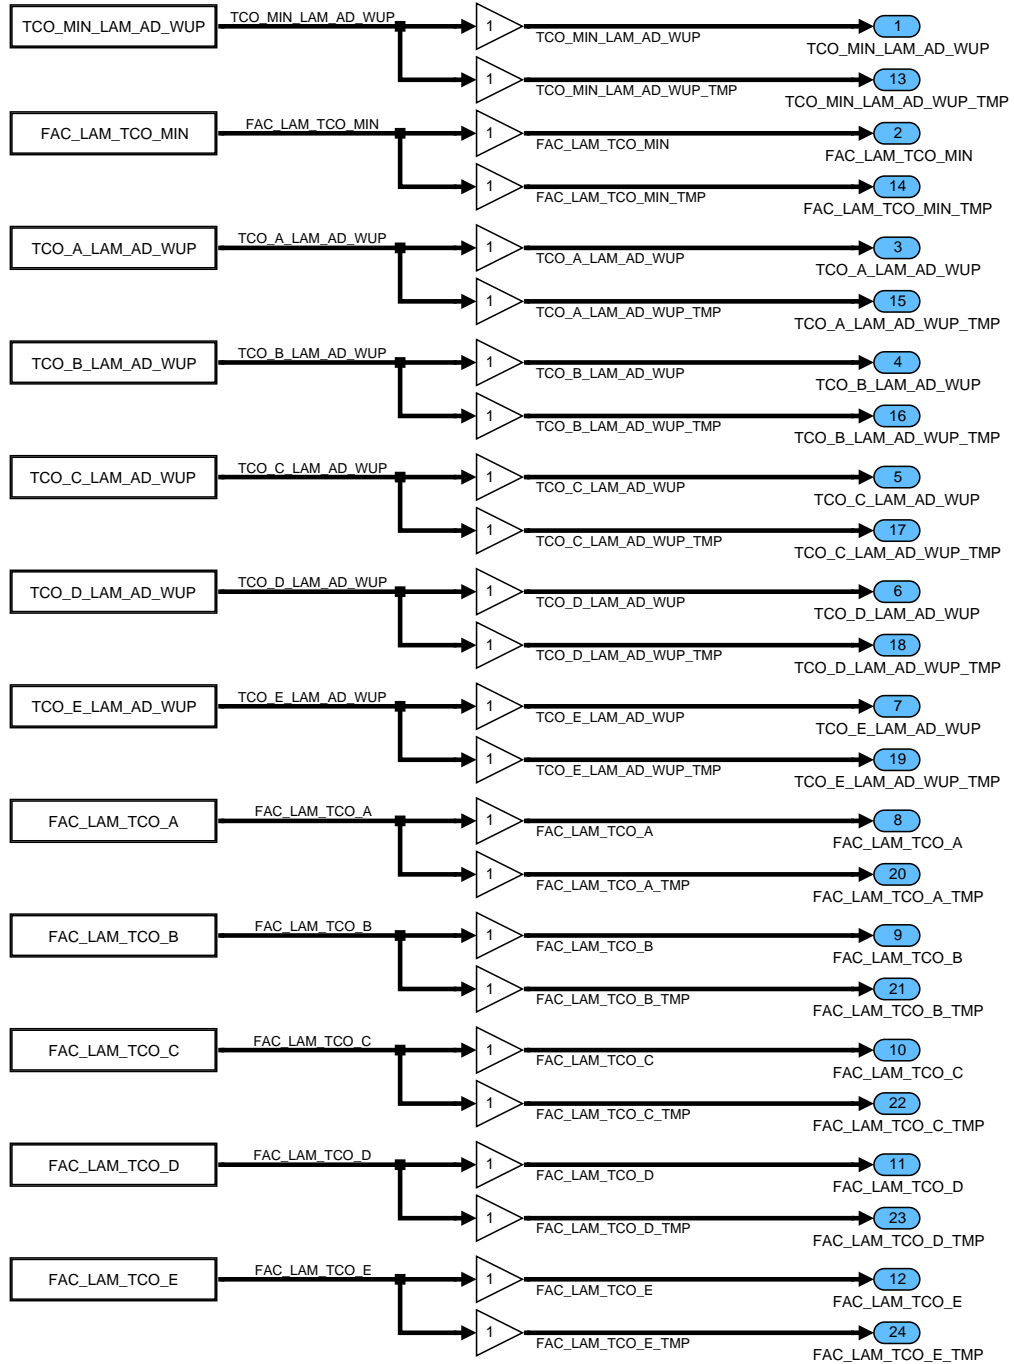 TCO_MIN_LAM_AD_WUP TCO_MIN_LAM_AD_WUP 1 TCO_MIN_LAM_AD_WUP 1
TCO_MIN_LAM_AD_WUP
1 TCO_MIN_LAM_AD_WUP_TMP 13
TCO_MIN_LAM_AD_WUP_TMP
FAC_LAM_TCO_MIN FAC_LAM_TCO_MIN 1 FAC_LAM_TCO_MIN 2
FAC_LAM_TCO_MIN
1 FAC_LAM_TCO_MIN_TMP 14
FAC_LAM_TCO_MIN_TMP
TCO_A_LAM_AD_WUP TCO_A_LAM_AD_WUP 1 TCO_A_LAM_AD_WUP 3
TCO_A_LAM_AD_WUP
1 TCO_A_LAM_AD_WUP_TMP 15
TCO_A_LAM_AD_WUP_TMP
TCO_B_LAM_AD_WUP TCO_B_LAM_AD_WUP 1 TCO_B_LAM_AD_WUP 4
TCO_B_LAM_AD_WUP
1 TCO_B_LAM_AD_WUP_TMP 16
TCO_B_LAM_AD_WUP_TMP
TCO_C_LAM_AD_WUP TCO_C_LAM_AD_WUP 1 TCO_C_LAM_AD_WUP 5
TCO_C_LAM_AD_WUP
1 TCO_C_LAM_AD_WUP_TMP 17
TCO_C_LAM_AD_WUP_TMP
TCO_D_LAM_AD_WUP TCO_D_LAM_AD_WUP 1 TCO_D_LAM_AD_WUP 6
TCO_D_LAM_AD_WUP
1 TCO_D_LAM_AD_WUP_TMP 18
TCO_D_LAM_AD_WUP_TMP
TCO_E_LAM_AD_WUP TCO_E_LAM_AD_WUP 1 TCO_E_LAM_AD_WUP 7
TCO_E_LAM_AD_WUP
1 TCO_E_LAM_AD_WUP_TMP 19
TCO_E_LAM_AD_WUP_TMP
FAC_LAM_TCO_A FAC_LAM_TCO_A 1 FAC_LAM_TCO_A 8
FAC_LAM_TCO_A
1 FAC_LAM_TCO_A_TMP 20
FAC_LAM_TCO_A_TMP
FAC_LAM_TCO_B FAC_LAM_TCO_B 1 FAC_LAM_TCO_B 9
FAC_LAM_TCO_B
1 FAC_LAM_TCO_B_TMP 21
FAC_LAM_TCO_B_TMP
FAC_LAM_TCO_C FAC_LAM_TCO_C 1 FAC_LAM_TCO_C 10
FAC_LAM_TCO_C
1 FAC_LAM_TCO_C_TMP 22
FAC_LAM_TCO_C_TMP
FAC_LAM_TCO_D FAC_LAM_TCO_D 1 FAC_LAM_TCO_D 11
FAC_LAM_TCO_D
1 FAC_LAM_TCO_D_TMP 23
FAC_LAM_TCO_D_TMP
FAC_LAM_TCO_E FAC_LAM_TCO_E 1 FAC_LAM_TCO_E 12
FAC_LAM_TCO_E
1 FAC_LAM_TCO_E_TMP 24
FAC_LAM_TCO_E_TMP